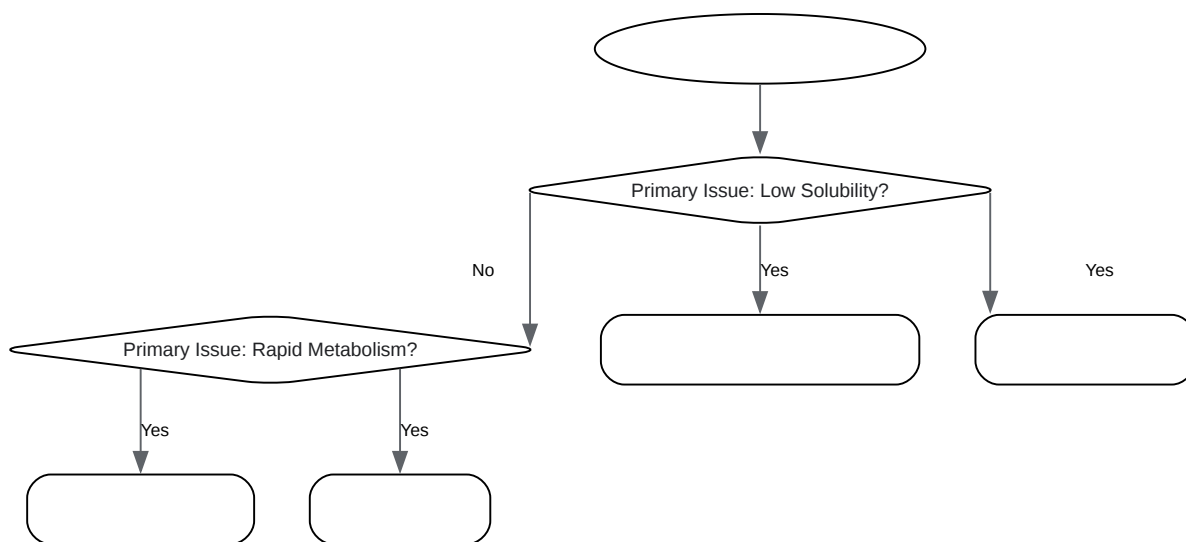 Primary Issue: Low Solubility?
No
Yes
Yes
Primary Issue: Rapid Metabolism?
Yes
Yes